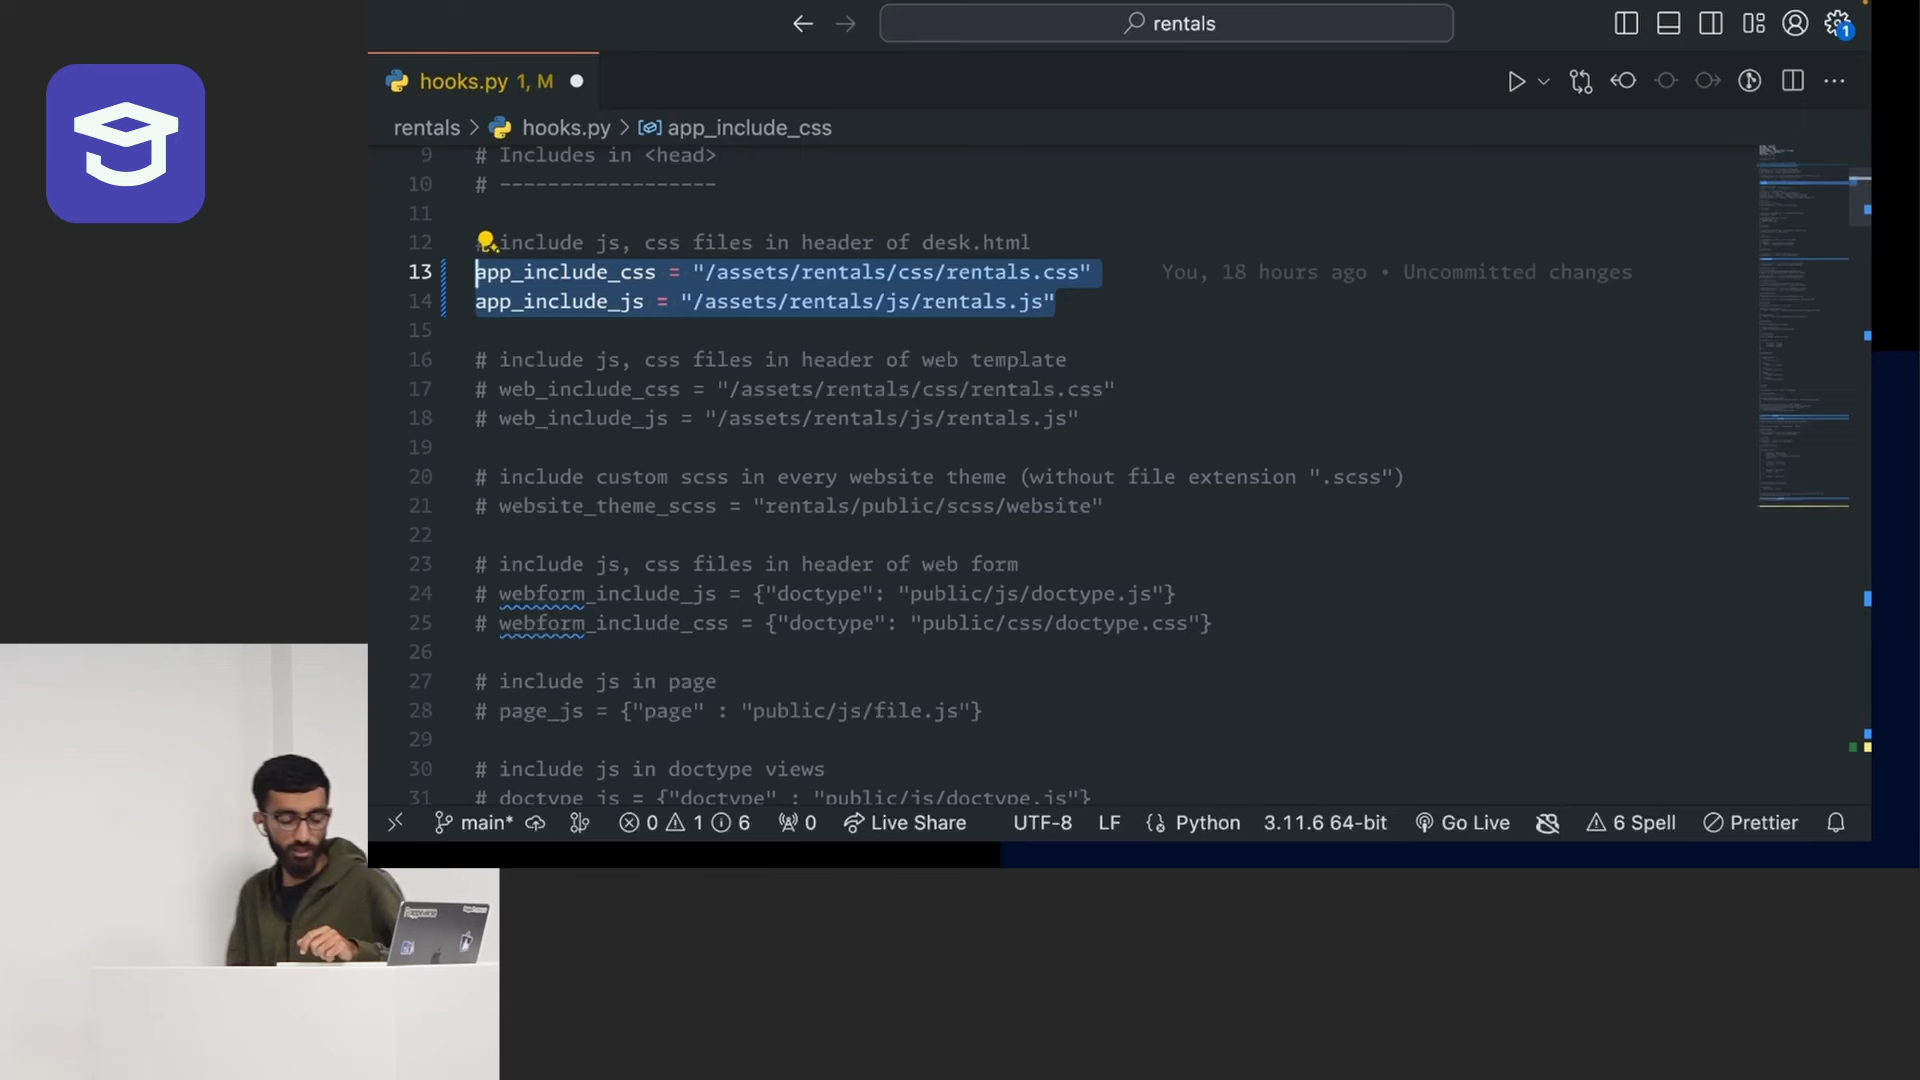 rentals
1
hooks.py 1, M
rentals > hooks.py > app_include_css
9 # Includes in <head>
10 # ------------------
11
12 # include js, css files in header of desk.html
13 app_include_css = "/assets/rentals/css/rentals.css" You, 18 hours ago • Uncommitted changes
14 app_include_js = "/assets/rentals/js/rentals.js"
15
16 # include js, css files in header of web template
17 # web_include_css = "/assets/rentals/css/rentals.css"
18 # web_include_js = "/assets/rentals/js/rentals.js"
19
20 # include custom scss in every website theme (without file extension ".scss")
21 # website_theme_scss = "rentals/public/scss/website"
22
23 # include js, css files in header of web form
24 # webform_include_js = {"doctype": "public/js/doctype.js"}
25 # webform_include_css = {"doctype": "public/css/doctype.css"}
26
27 # include js in page
28 # page_js = {"page" : "public/js/file.js"}
29
30 # include js in doctype views
31 # doctype_js = {"doctype" : "public/js/doctype.js"}
main* 0 1 6 0 Live Share UTF-8 LF Python 3.11.6 64-bit Go Live 6 Spell Prettier